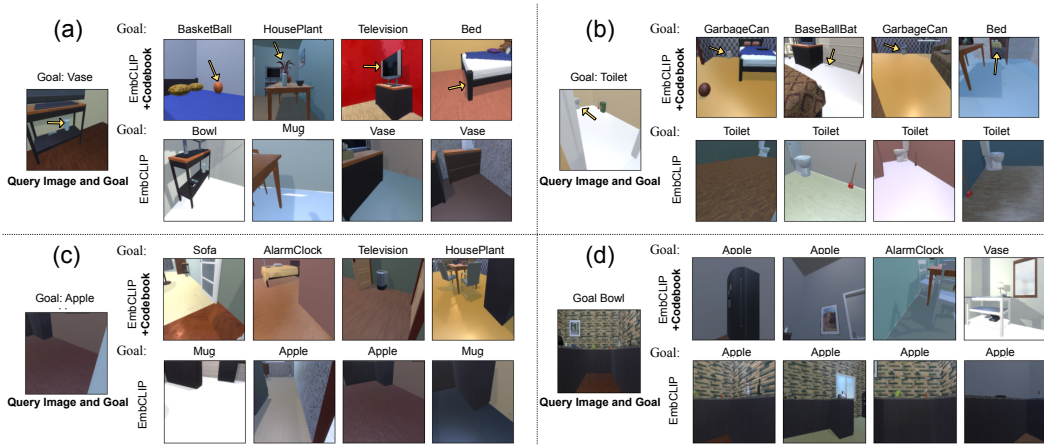 (a)
Goal:
BasketBall
HousePlant
Television
Bed
EmbCLIP
+Codebook
Goal: Vase
Query Image and Goal
Goal:
Bowl
Mug
Vase
Vase
EmbCLIP
(b)
Goal:
GarbageCan
BaseBallBat
GarbageCan
Bed
EmbCLIP
+Codebook
Goal: Toilet
Query Image and Goal
Goal:
Toilet
Toilet
Toilet
Toilet
EmbCLIP
(c)
Goal:
Sofa
AlarmClock
Television
HousePlant
EmbCLIP
+Codebook
Goal: Apple
Query Image and Goal
Goal:
Mug
Apple
Apple
Mug
EmbCLIP
(d)
Goal:
Apple
Apple
AlarmClock
Vase
EmbCLIP
+Codebook
Goal Bowl
Query Image and Goal
Goal:
Apple
Apple
Apple
Apple
EmbCLIP